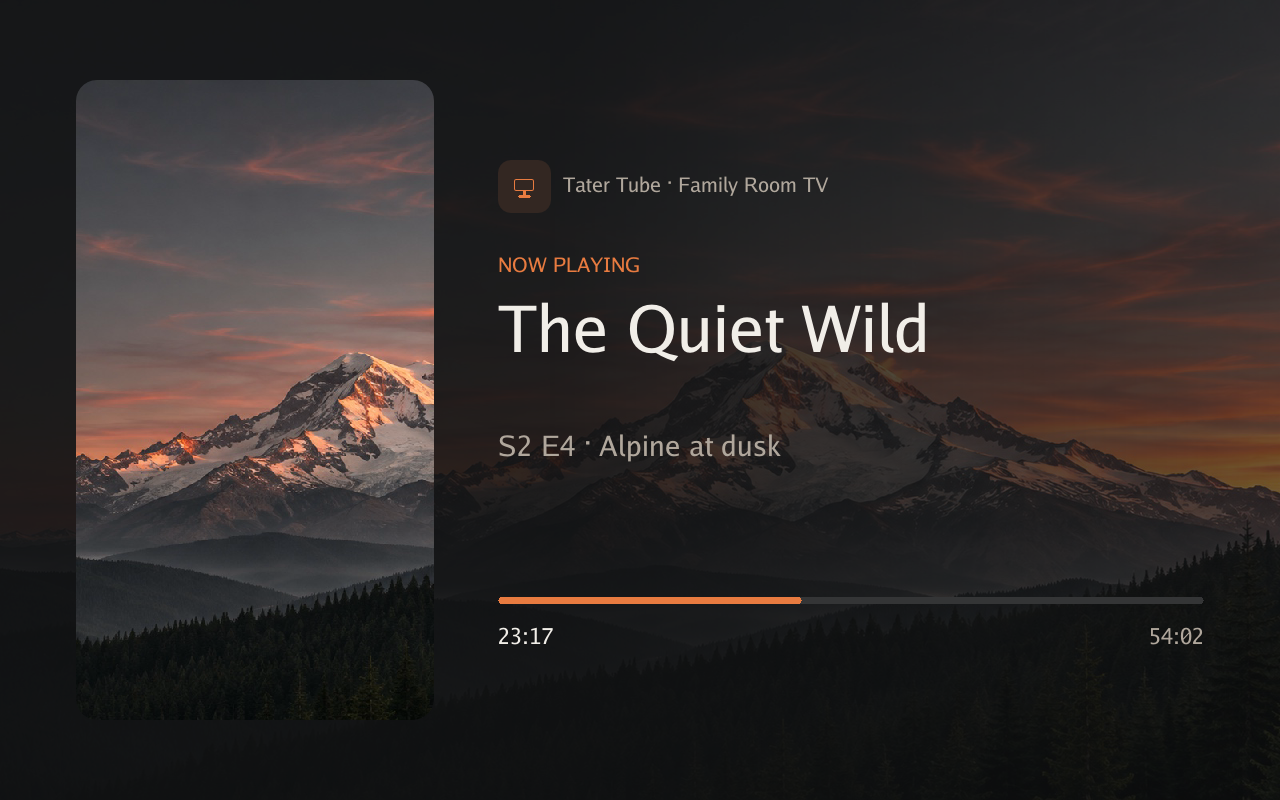 Tater Tube · Family Room TV
NOW PLAYING
The Quiet Wild
S2 E4 · Alpine at dusk
23:17
54:02